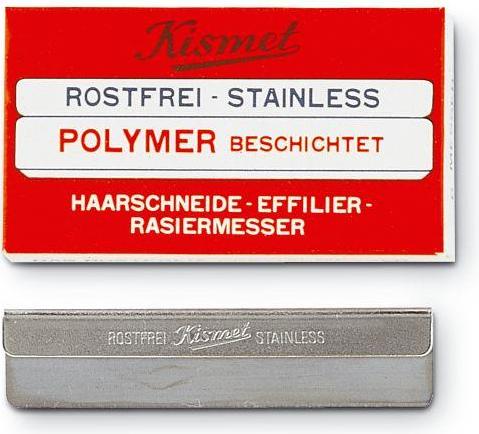 Kismet
ROSTFREI - STAINLESS
POLYMER BESCHICHTET
HAARSCHNEIDE - EFFILIER -
RASIERMESSER
ROSTFREI Kismet STAINLESS